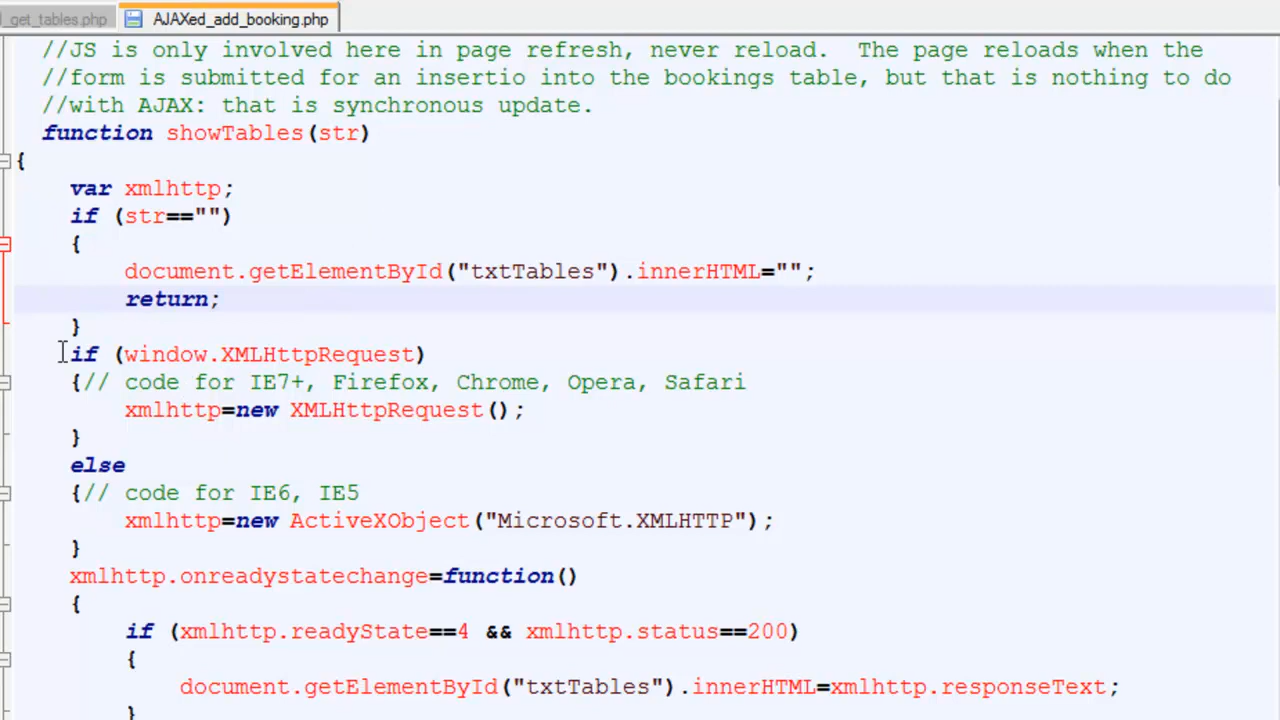 _get_tables.php AJAXed_add_booking.php
//JS is only involved here in page refresh, never reload. The page reloads when the
//form is submitted for an insertio into the bookings table, but that is nothing to do
//with AJAX: that is synchronous update.
function showTables(str)
{
var xmlhttp;
if (str=="")
{
document.getElementById("txtTables").innerHTML="";
return;
}
if (window.XMLHttpRequest)
{// code for IE7+, Firefox, Chrome, Opera, Safari
xmlhttp=new XMLHttpRequest();
}
else
{// code for IE6, IE5
xmlhttp=new ActiveXObject("Microsoft.XMLHTTP");
}
xmlhttp.onreadystatechange=function()
{
if (xmlhttp.readyState==4 && xmlhttp.status==200)
{
document.getElementById("txtTables").innerHTML=xmlhttp.responseText;
}